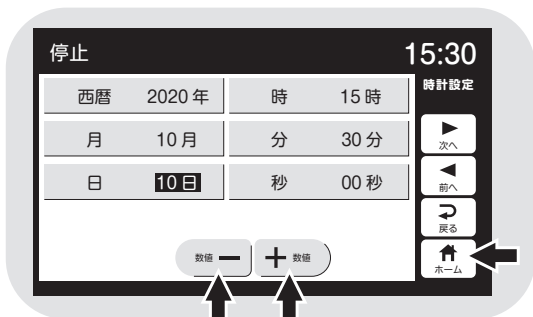 停止 15:30
時計設定
西暦 2020年 時 15時
月 10月 分 30分
日 10日 秒 00秒
次へ
前へ
戻る
ホーム
数値 － ＋ 数値